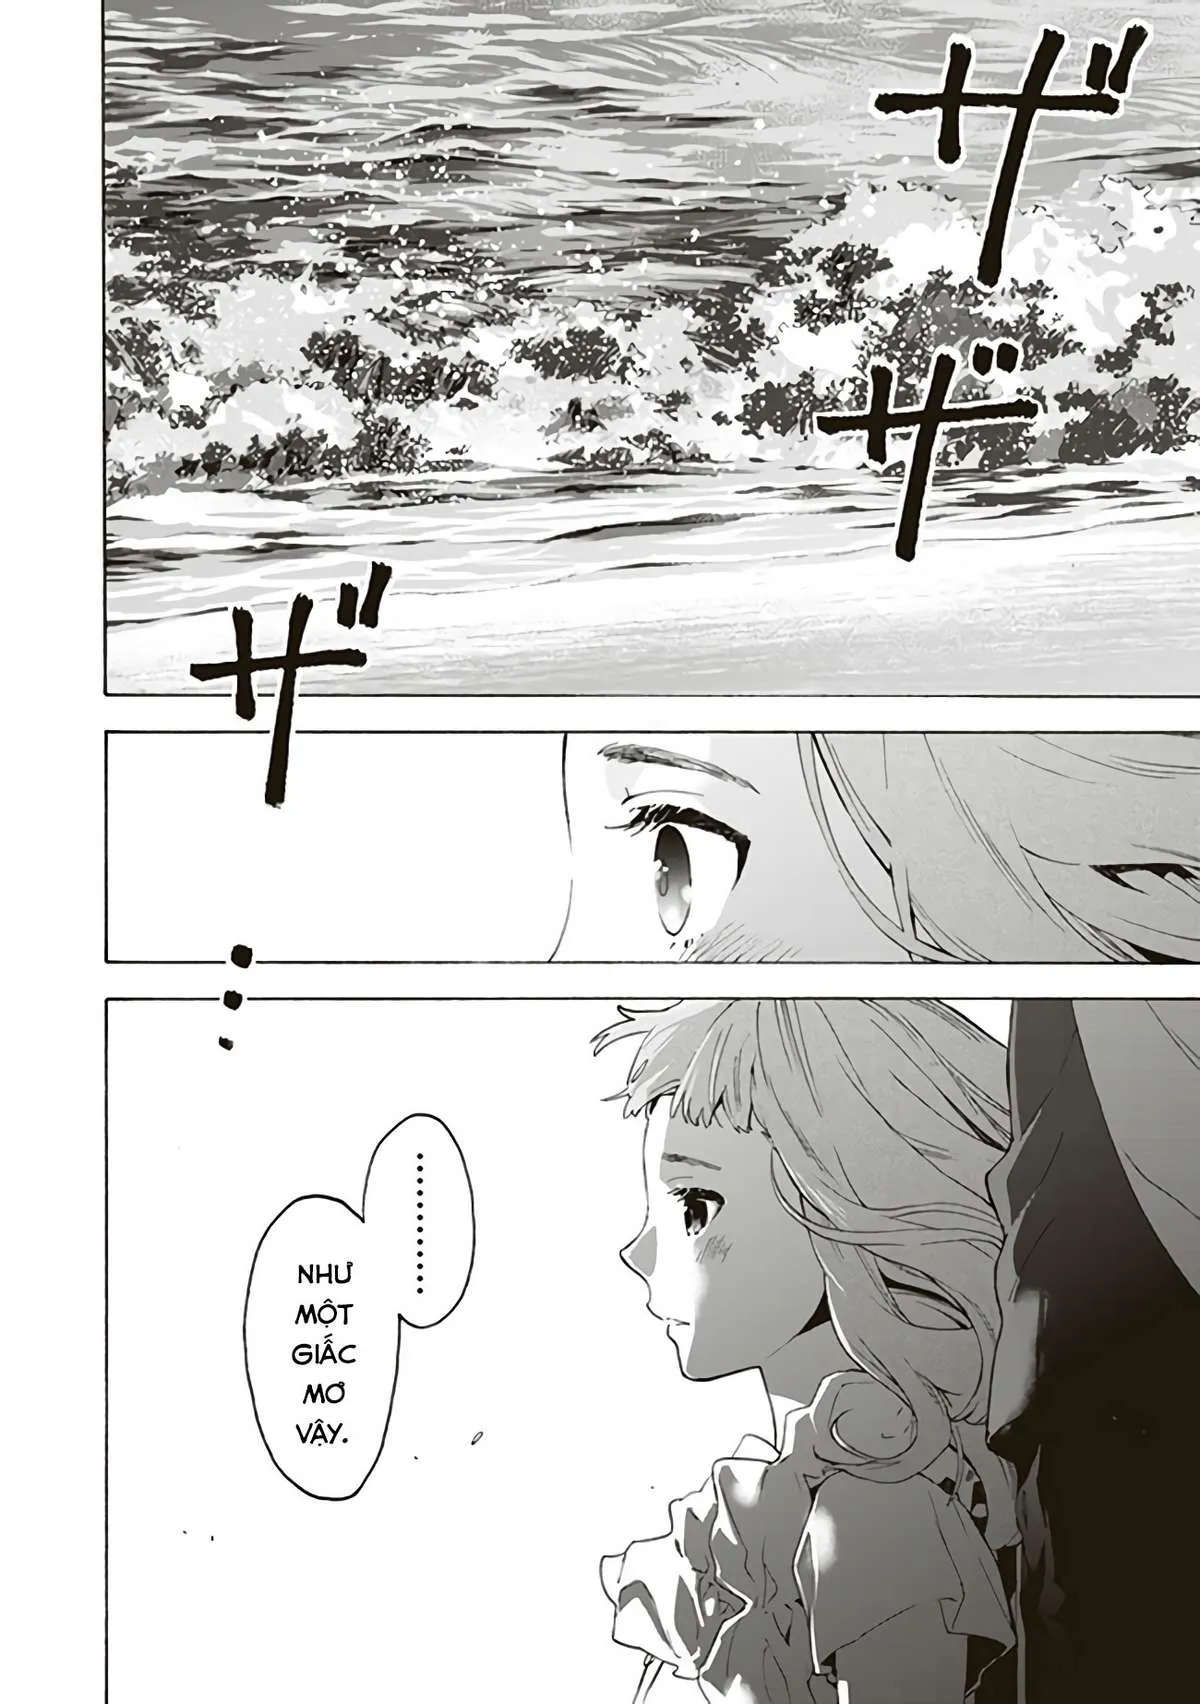 ザ
ザ
ザ
………
NHƯ
MỘT
GIẤC
MƠ
VẬY.